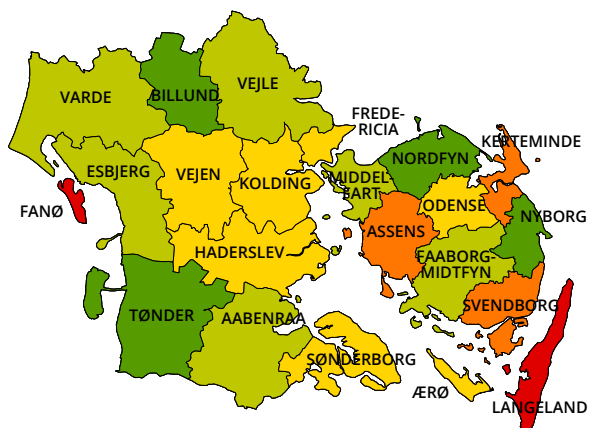 VEJLE
VARDE
BILLUND
FREDE-
RICIA
KERTEMINDE
NORDFYN
ESBJERG
VEJEN
KOLDING
MIDDEL-
FART
ODENSE
FANØ
NYBORG
ASSENS
HADERSLEV
FAABORG-
MIDTFYN
SVENDBORG
TØNDER
AABENRAA
SØNDERBORG
ÆRØ
LANGELAND